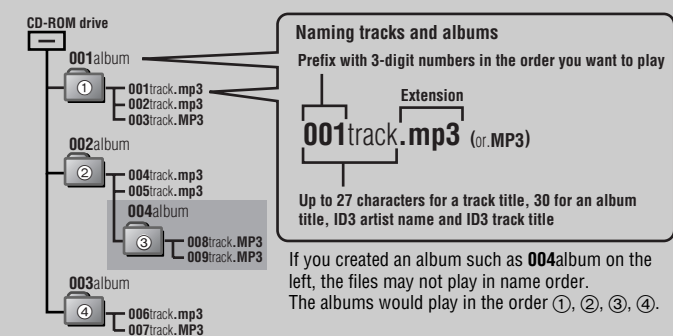 CD-ROM drive
001album
①
001track.mp3
002track.mp3
003track.MP3
002album
②
004track.mp3
005track.mp3
004album
③
008track.MP3
009track.MP3
003album
④
006track.mp3
007track.MP3
Naming tracks and albums
Prefix with 3-digit numbers in the order you want to play
Extension
001track.mp3 (or.MP3)
Up to 27 characters for a track title, 30 for an album
title, ID3 artist name and ID3 track title
If you created an album such as 004album on the
left, the files may not play in name order.
The albums would play in the order ①, ②, ③, ④.